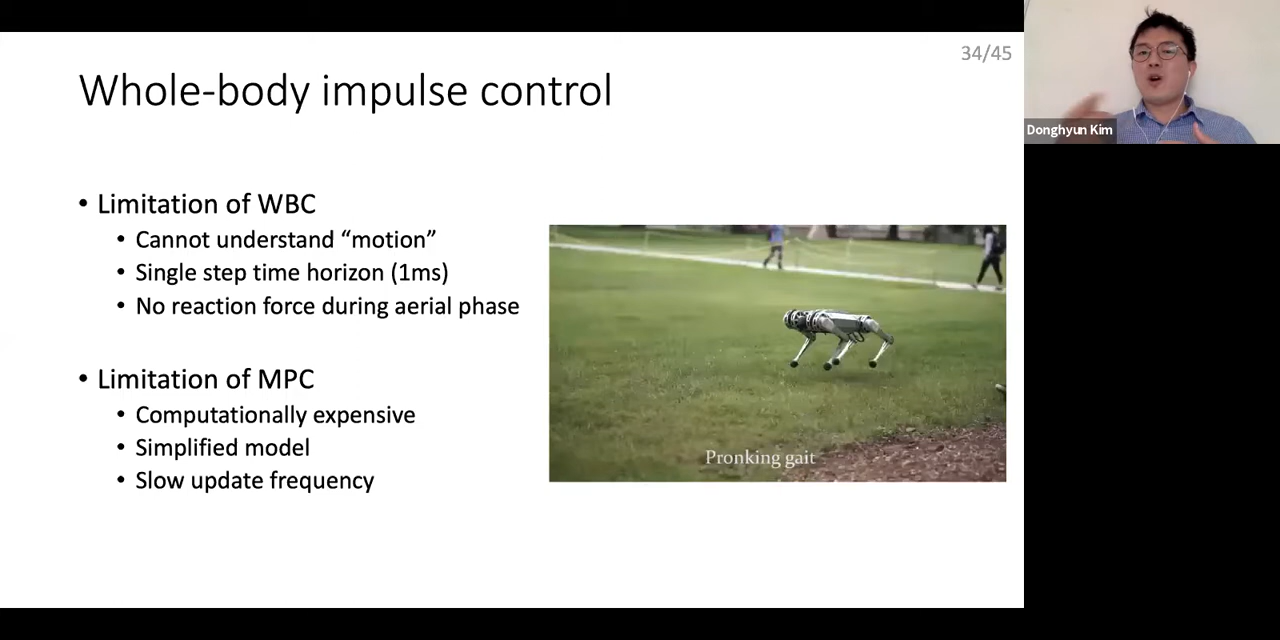 34/45
Whole-body impulse control
Donghyun Kim
• Limitation of WBC
• Cannot understand “motion”
• Single step time horizon (1ms)
• No reaction force during aerial phase
• Limitation of MPC
• Computationally expensive
• Simplified model
• Slow update frequency
Pronking gait